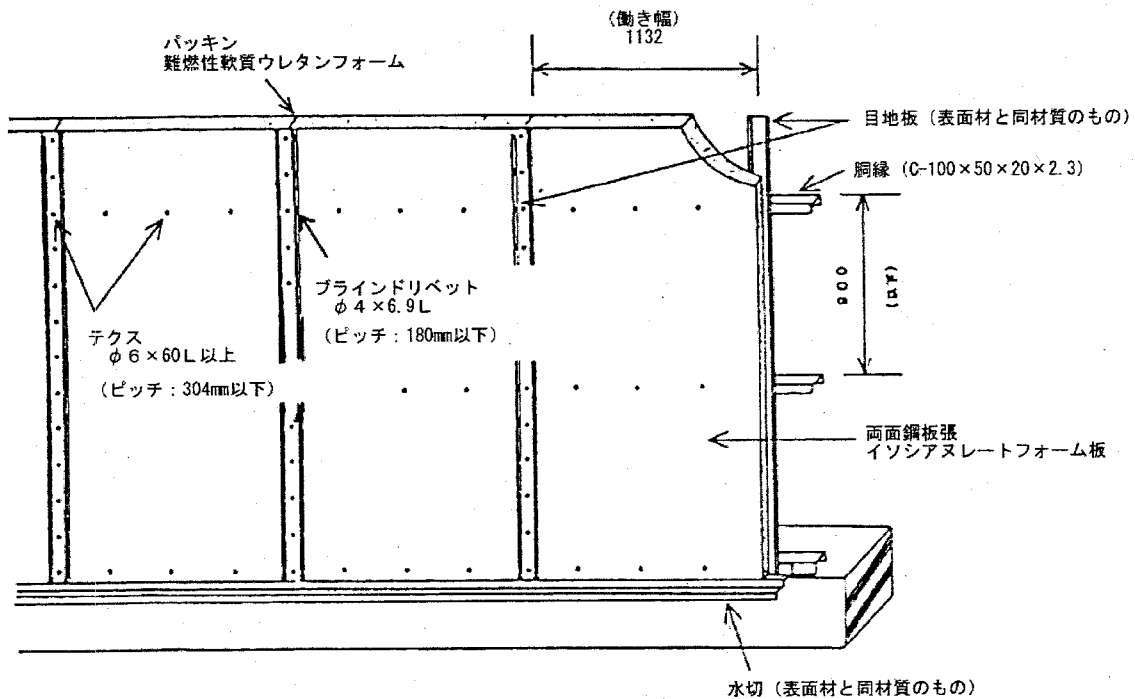 (働き幅)
1132
パッキン
難燃性軟質ウレタンフォーム
目地板(表面材と同材質のもの)
胴縁(C-100×50×20×2.3)
900
(以下)
ブラインドリベット
φ4×6.9L
(ピッチ:180mm以下)
テクス
φ6×60L以上
(ピッチ:304mm以下)
両面鋼板張
イソシアヌレートフォーム板
水切(表面材と同材質のもの)